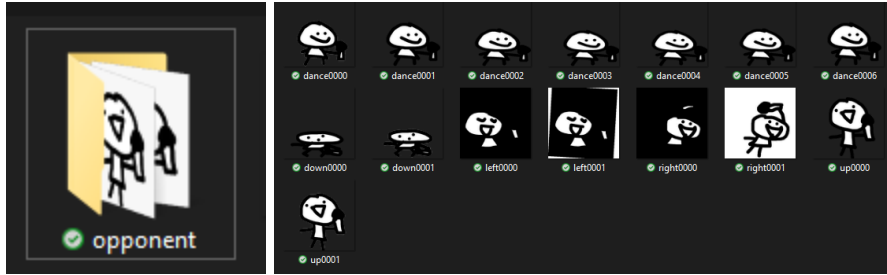 opponent
dance0000 dance0001 dance0002 dance0003 dance0004 dance0005 dance0006
down0000 down0001 left0000 left0001 right0000 right0001 up0000
up0001